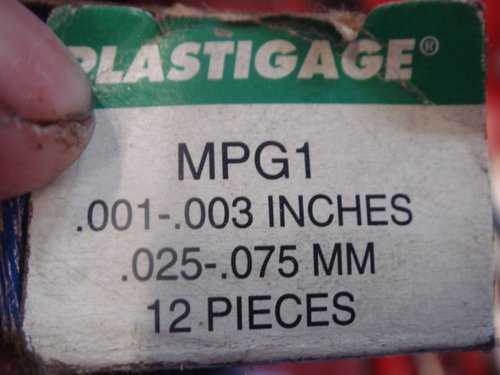 PLASTIGAGE®
MPG1
.001-.003 INCHES
.025-.075 MM
12 PIECES